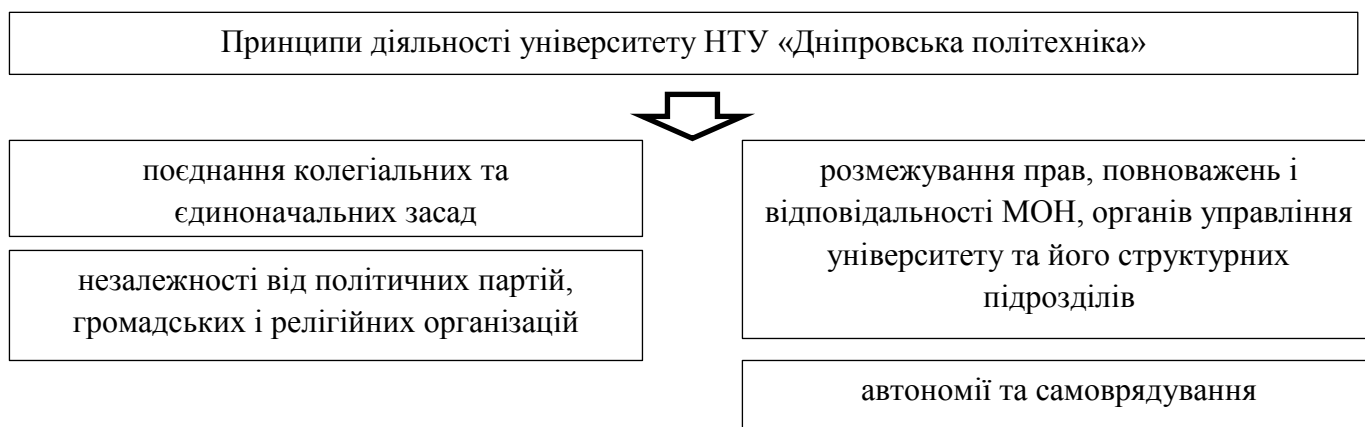 Принципи діяльності університету НТУ «Дніпровська політехніка»
поєднання колегіальних та
єдиноначальних засад
незалежності від політичних партій,
громадських і релігійних організацій
розмежування прав, повноважень і
відповідальності МОН, органів управління
університету та його структурних
підрозділів
автономії та самоврядування